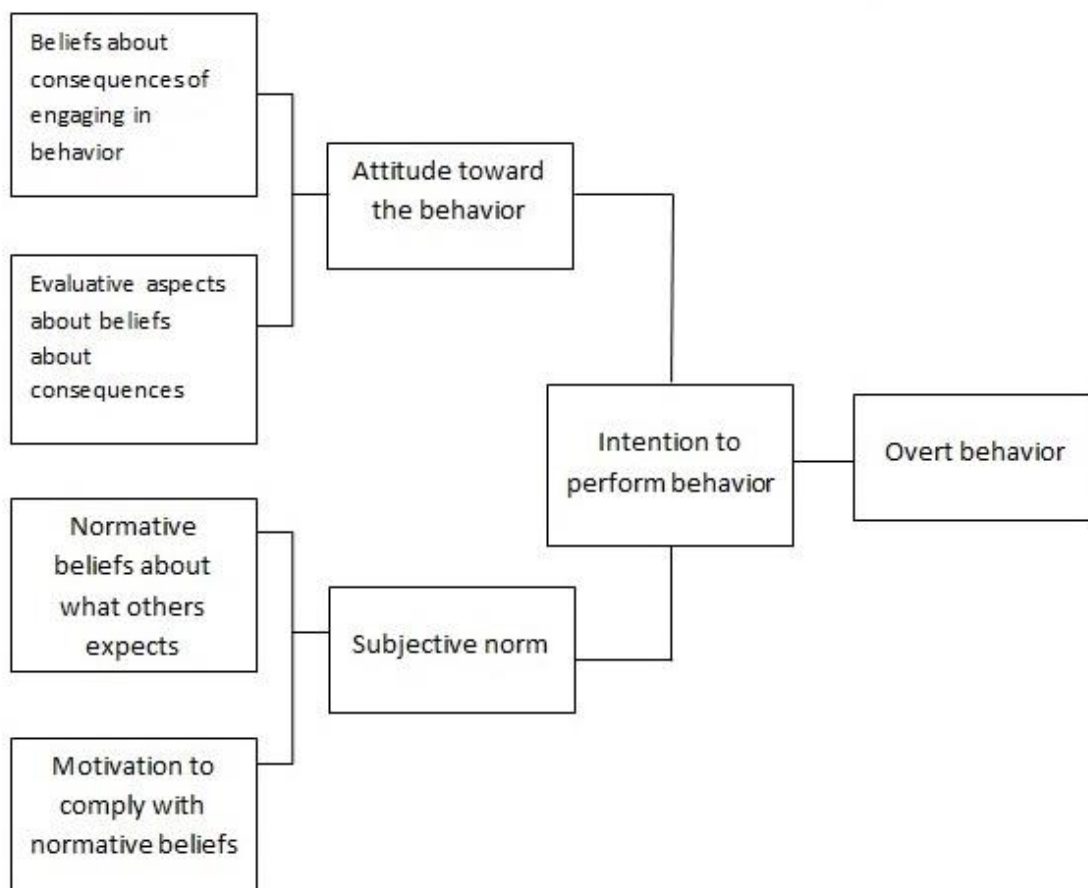 Beliefs about
consequences of
engaging in
behavior
Evaluative aspects
about beliefs
about
consequences
Attitude toward
the behavior
Normative
beliefs about
what others
expects
Motivation to
comply with
normative beliefs
Subjective norm
Intention to
perform behavior
Overt behavior